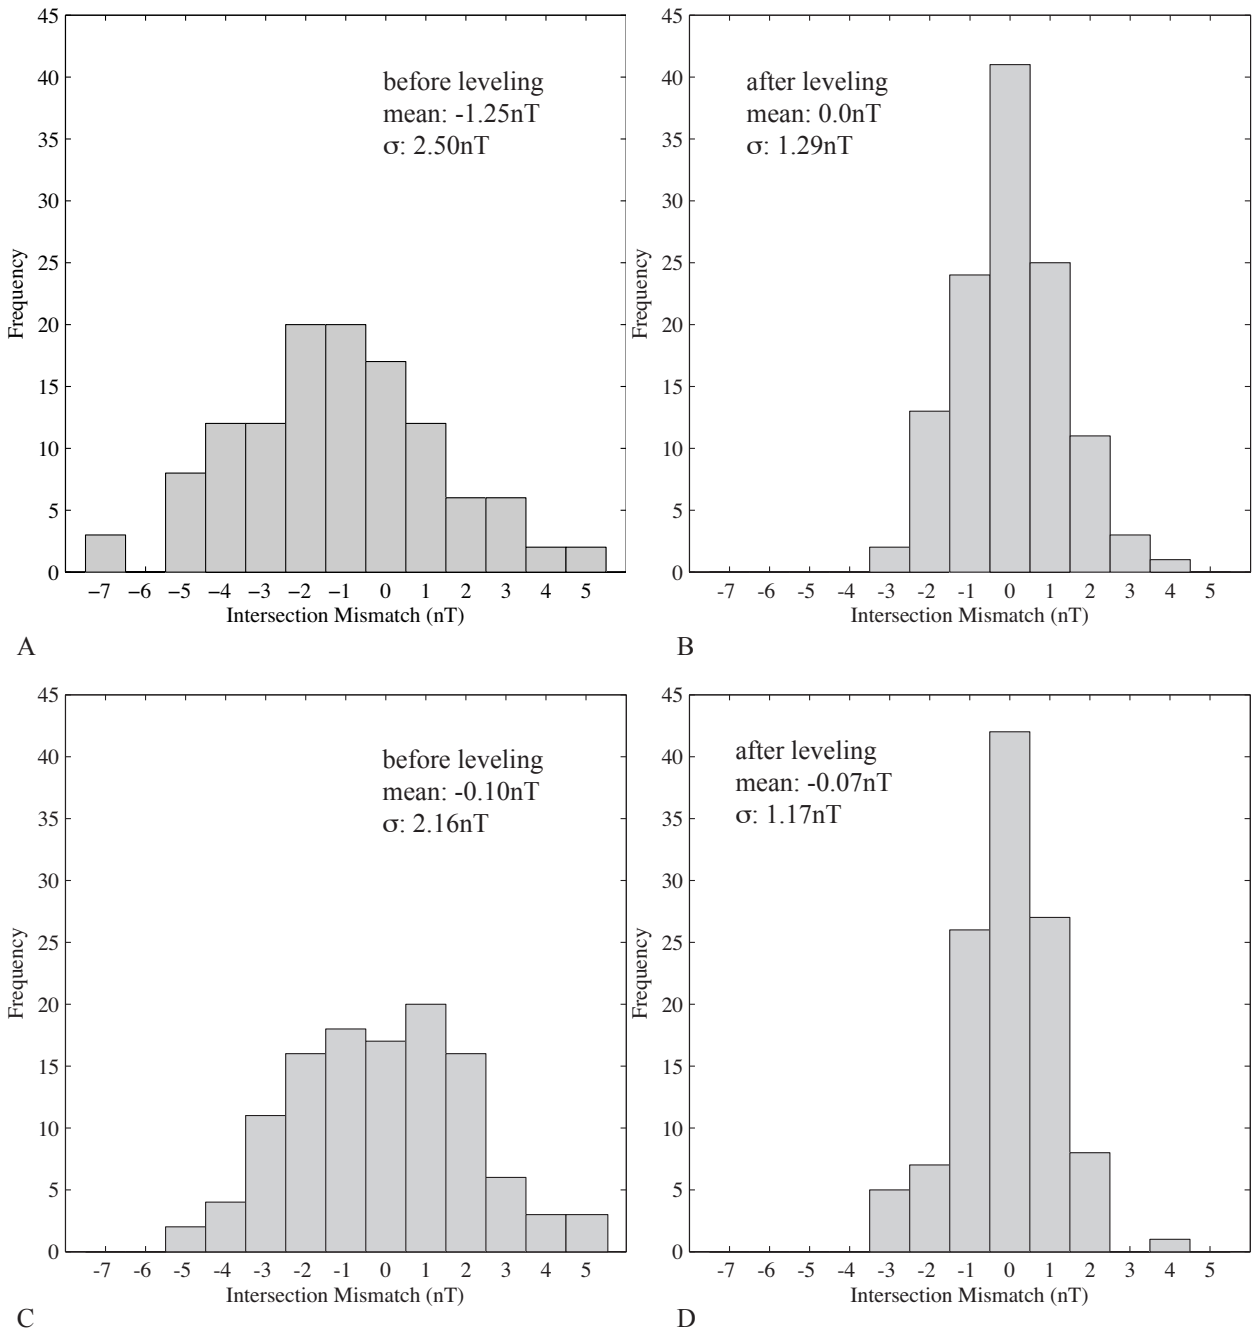 45
40
35
30
25
20
15
10
5
0
Frequency
before leveling
mean: -1.25nT
σ: 2.50nT
−7 −6 −5 −4 −3 −2 −1 0 1 2 3 4 5
Intersection Mismatch (nT)
A
45
40
35
30
25
20
15
10
5
0
Frequency
after leveling
mean: 0.0nT
σ: 1.29nT
-7 -6 -5 -4 -3 -2 -1 0 1 2 3 4 5
Intersection Mismatch (nT)
B
45
40
35
30
25
20
15
10
5
0
Frequency
before leveling
mean: -0.10nT
σ: 2.16nT
-7 -6 -5 -4 -3 -2 -1 0 1 2 3 4 5
Intersection Mismatch (nT)
C
45
40
35
30
25
20
15
10
5
0
Frequency
after leveling
mean: -0.07nT
σ: 1.17nT
-7 -6 -5 -4 -3 -2 -1 0 1 2 3 4 5
Intersection Mismatch (nT)
D